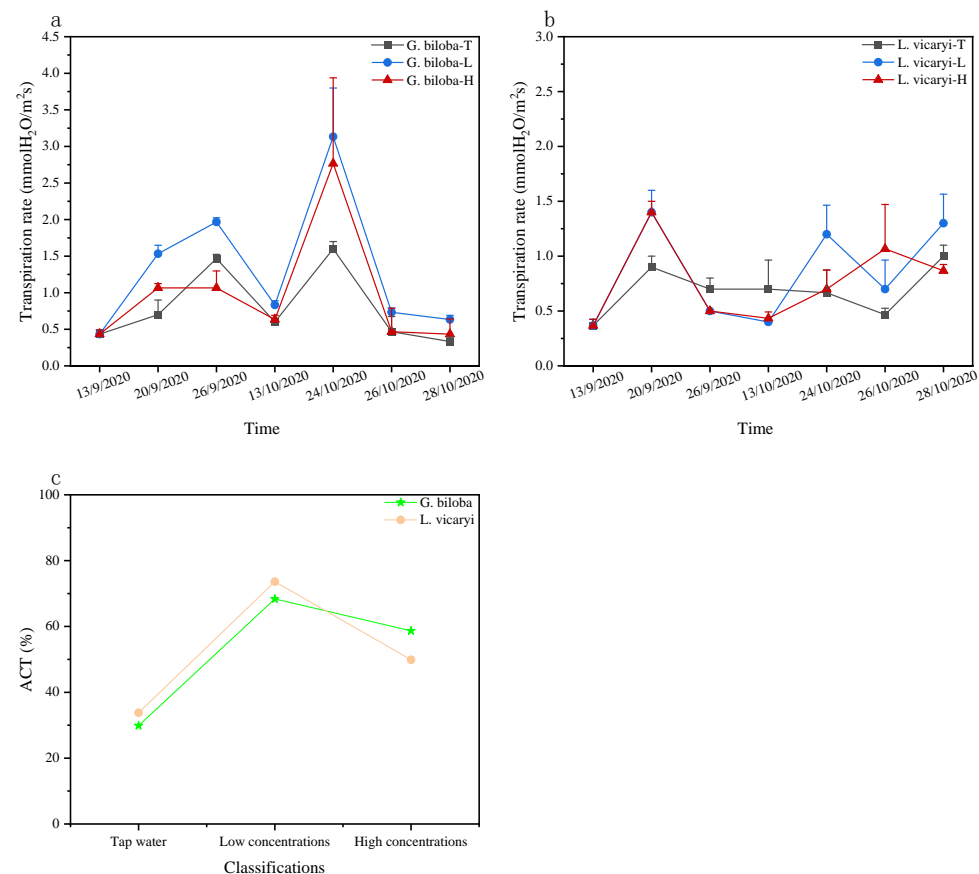 a
G. biloba-T
G. biloba-L
G. biloba-H
Transpiration rate (mmolH₂O/m²s)
4.5
4.0
3.5
3.0
2.5
2.0
1.5
1.0
0.5
0.0
13/9/2020
20/9/2020
26/9/2020
13/10/2020
24/10/2020
26/10/2020
28/10/2020
Time
b
L. vicaryi-T
L. vicaryi-L
L. vicaryi-H
Transpiration rate (mmolH₂O/m²s)
3.0
2.5
2.0
1.5
1.0
0.5
0.0
13/9/2020
20/9/2020
26/9/2020
13/10/2020
24/10/2020
26/10/2020
28/10/2020
Time
c
G. biloba
L. vicaryi
ACT (%)
100
80
60
40
20
0
Tap water
Low concentrations
High concentrations
Classifications